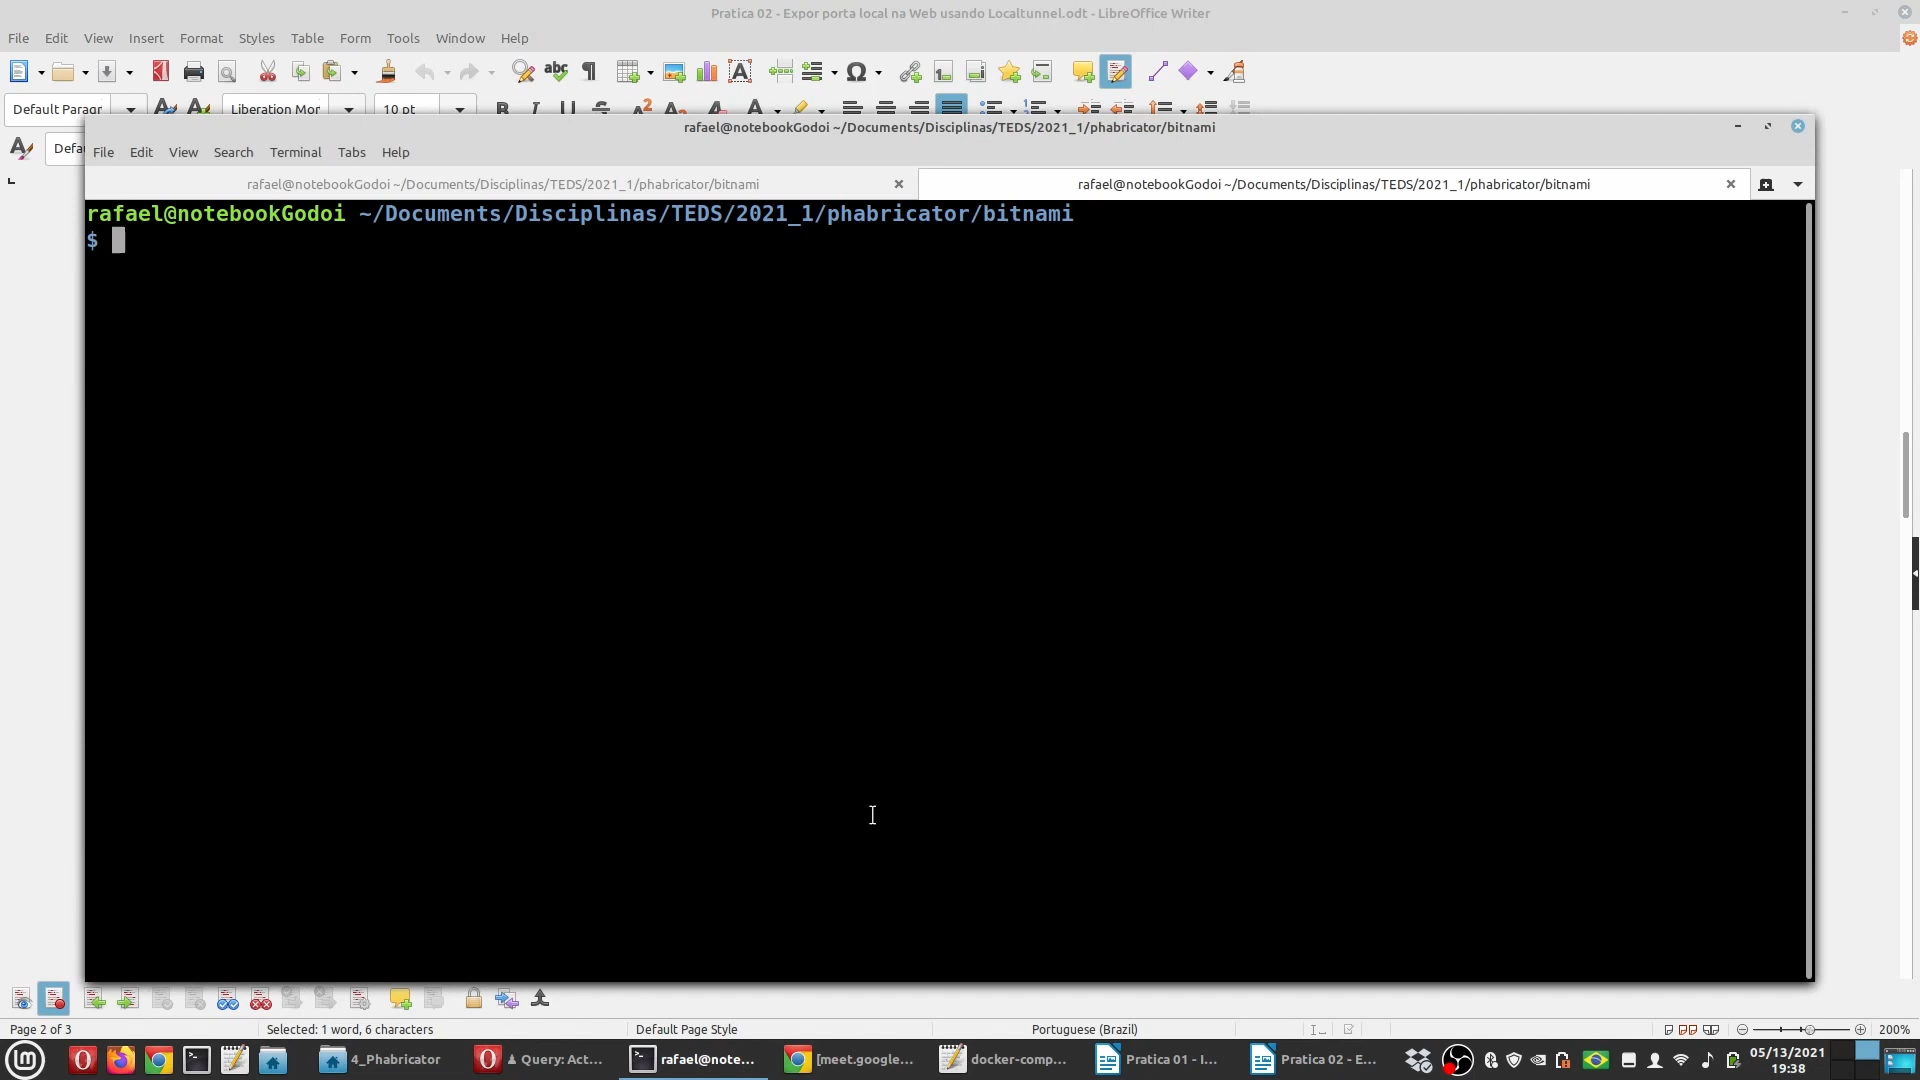 Pratica 02 - Expor porta local na Web usando Localtunnel.odt - LibreOffice Writer
File Edit View Insert Format Styles Table Form Tools Window Help
Default Paragr Liberation Mor 10 pt
rafael@notebookGodoi ~/Documents/Disciplinas/TEDS/2021_1/phabricator/bitnami
Defa
File Edit View Search Terminal Tabs Help
rafael@notebookGodoi ~/Documents/Disciplinas/TEDS/2021_1/phabricator/bitnami
rafael@notebookGodoi ~/Documents/Disciplinas/TEDS/2021_1/phabricator/bitnami
rafael@notebookGodoi ~/Documents/Disciplinas/TEDS/2021_1/phabricator/bitnami
$
Page 2 of 3
Selected: 1 word, 6 characters
Default Page Style
Portuguese (Brazil)
200%
4_Phabricator
Query: Act...
rafael@note...
[meet.google...
docker-comp...
Pratica 01 - I...
Pratica 02 - E...
05/13/2021
19:38